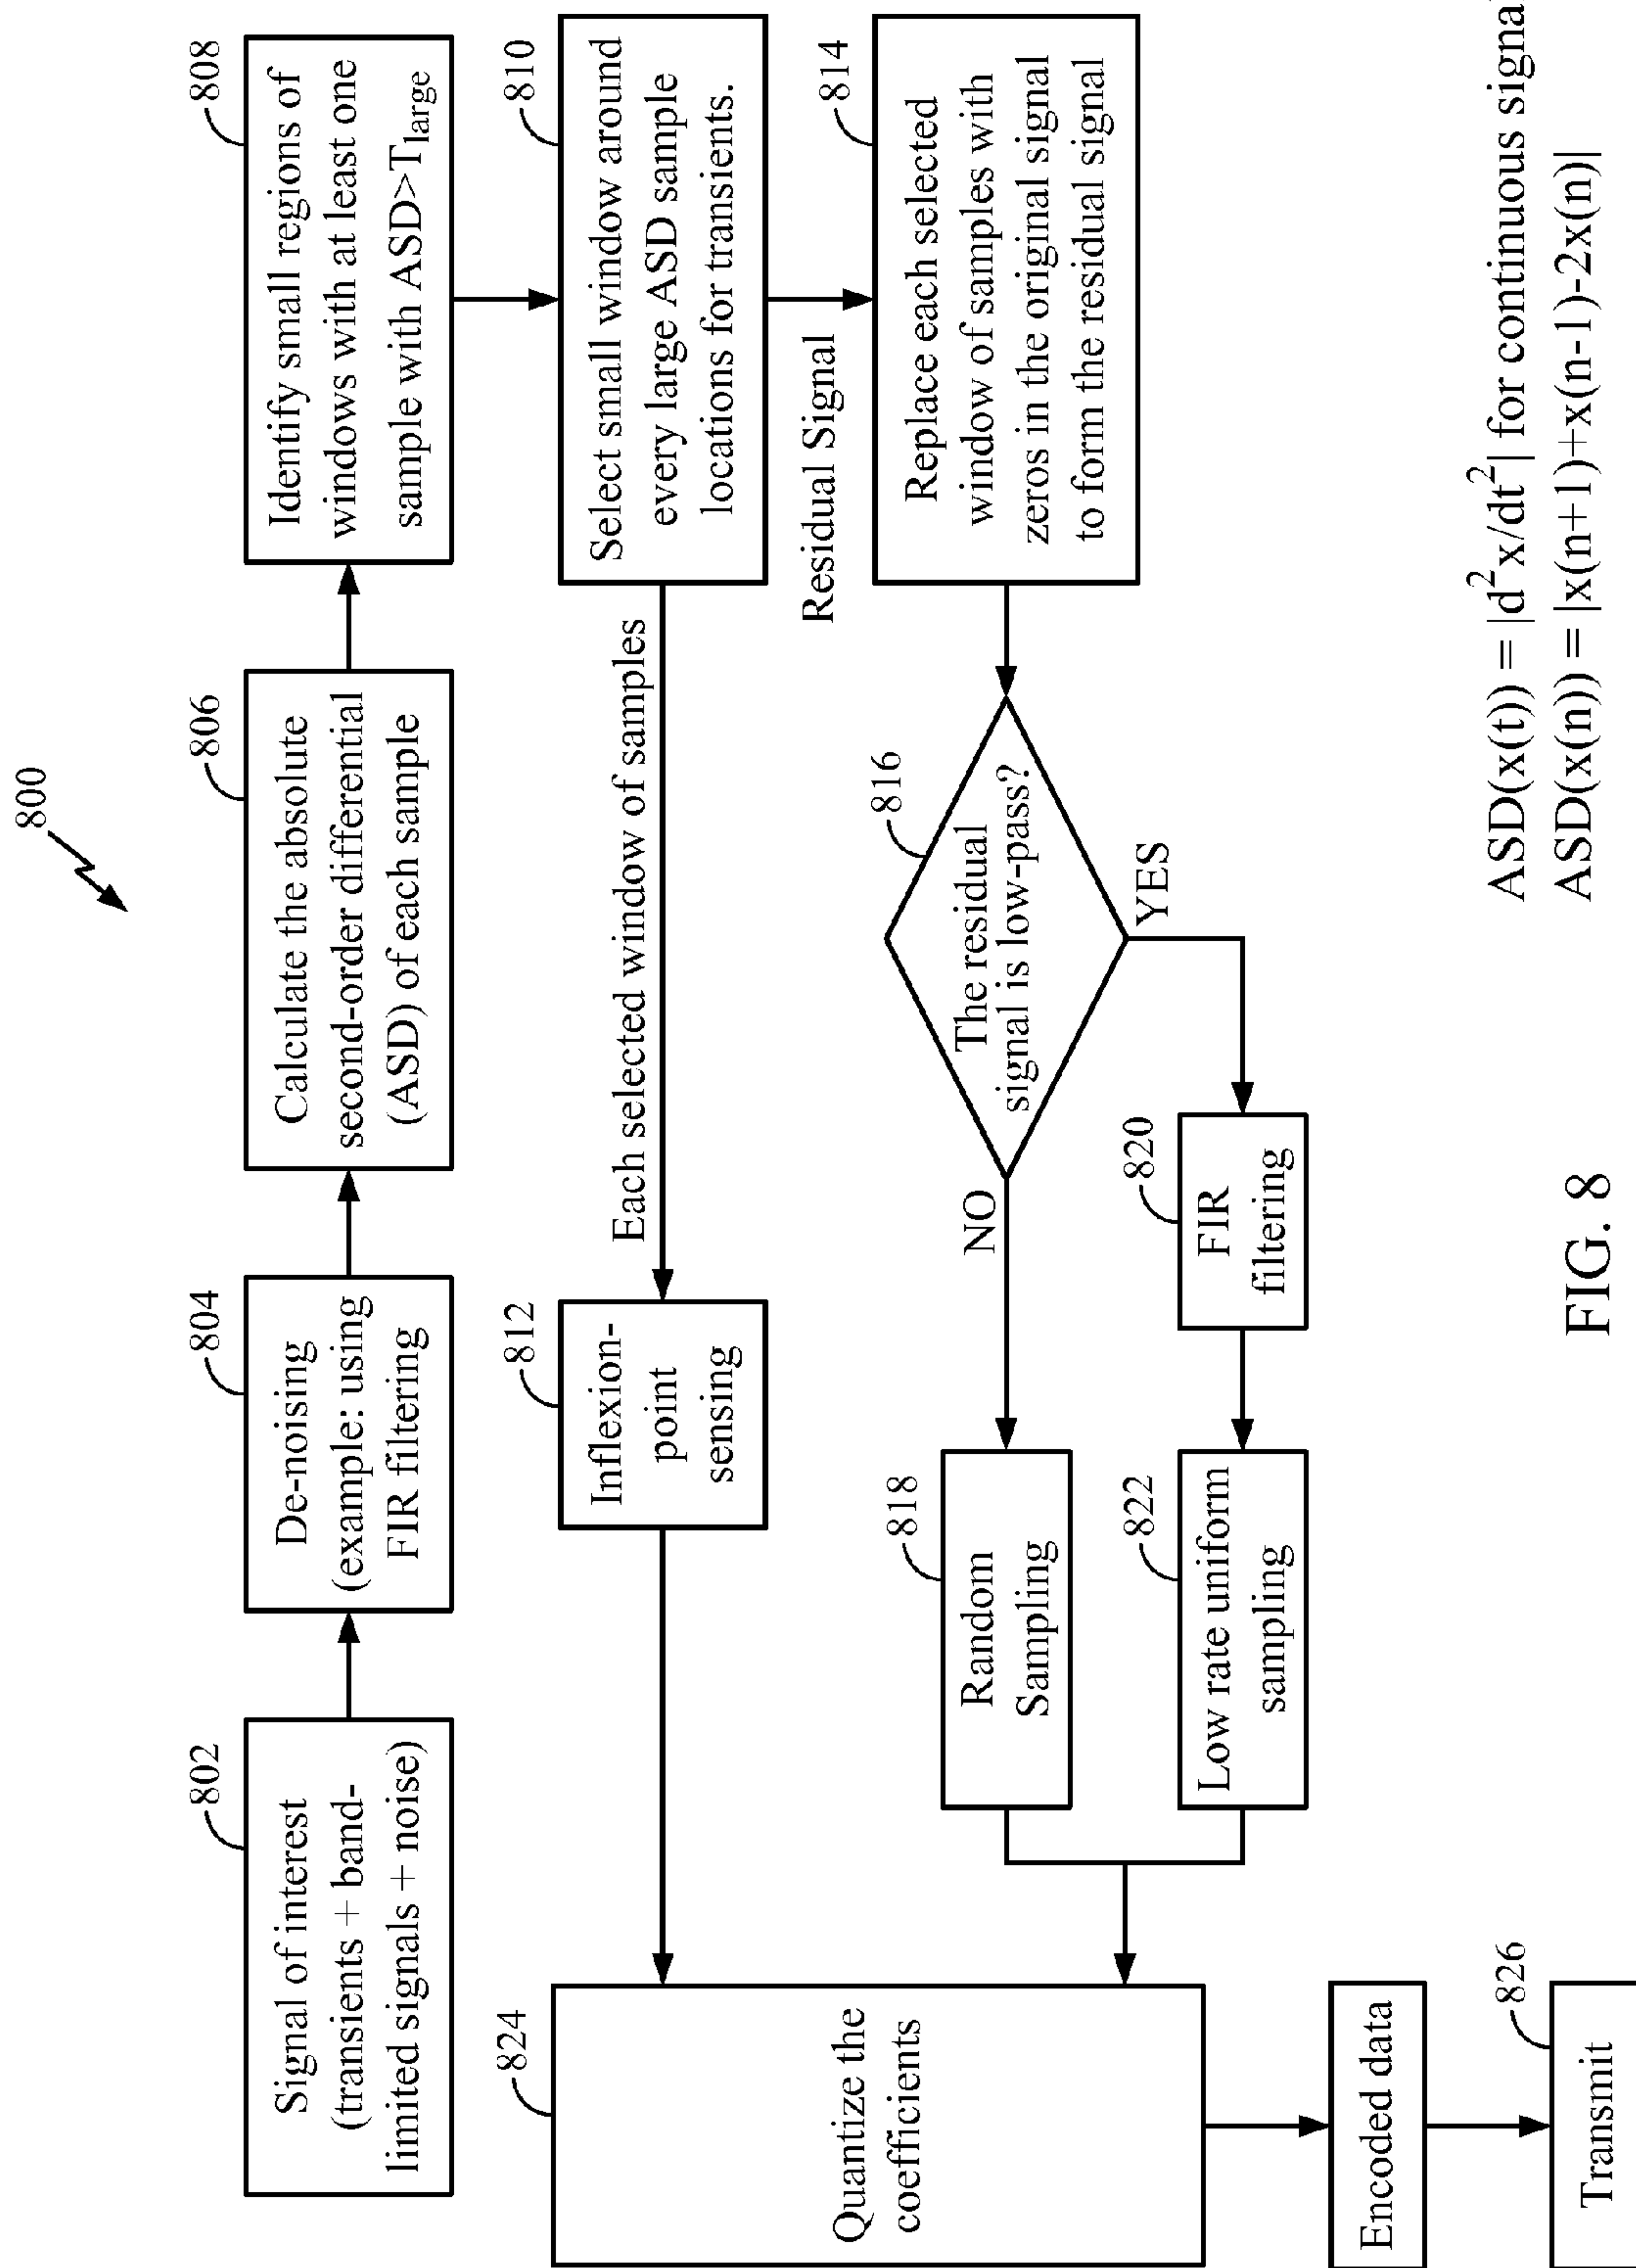 800
802
Signal of interest
(transients + band-
limited signals + noise)
804
De-noising
(example: using
FIR filtering
806
Calculate the absolute
second-order differential
(ASD) of each sample
808
Identify small regions of
windows with at least one
sample with ASD>Tlarge
810
Select small window around
every large ASD sample
locations for transients.
Each selected window of samples
812
Inflexion-
point
sensing
Residual Signal
814
Replace each selected
window of samples with
zeros in the original signal
to form the residual signal
816
The residual
signal is low-pass?
NO
YES
818
Random
Sampling
820
FIR
filtering
822
Low rate uniform
sampling
824
Quantize the
coefficients
Encoded data
826
Transmit
ASD(x(t)) = |d²x/dt²| for continuous signa
ASD(x(n)) = |x(n+1)+x(n-1)-2x(n)|
FIG. 8